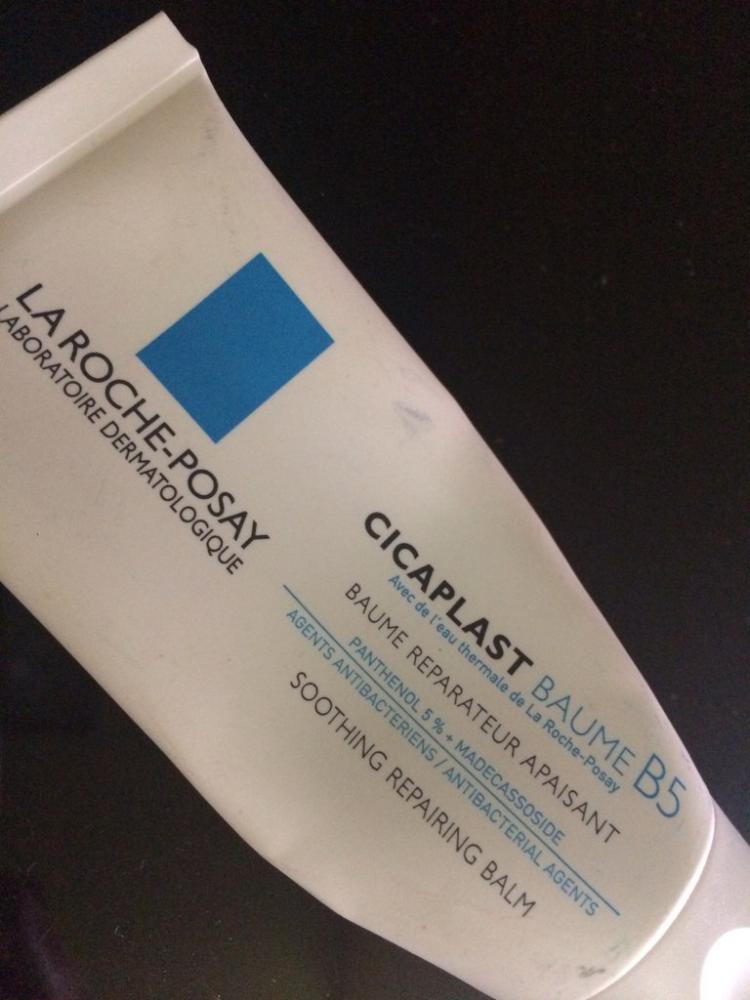 LA ROCHE-POSAY
LABORATOIRE DERMATOLOGIQUE
CICAPLAST BAUME B5
Avec de l'eau thermale de La Roche-Posay
BAUME REPARATEUR APAISANT
PANTHENOL 5 % + MADECASSOSIDE
AGENTS ANTIBACTERIENS / ANTIBACTERIAL AGENTS
SOOTHING REPAIRING BALM